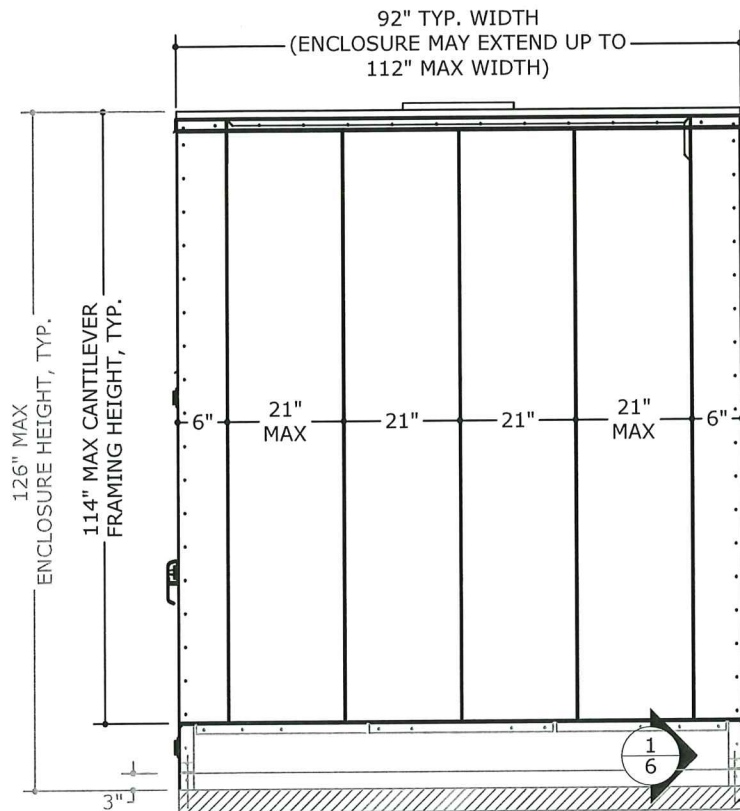 92" TYP. WIDTH
(ENCLOSURE MAY EXTEND UP TO
112" MAX WIDTH)
126" MAX
ENCLOSURE HEIGHT, TYP.
114" MAX CANTILEVER
FRAMING HEIGHT, TYP.
6"
21"
MAX
21"
21"
21"
MAX
6"
1
6
3"